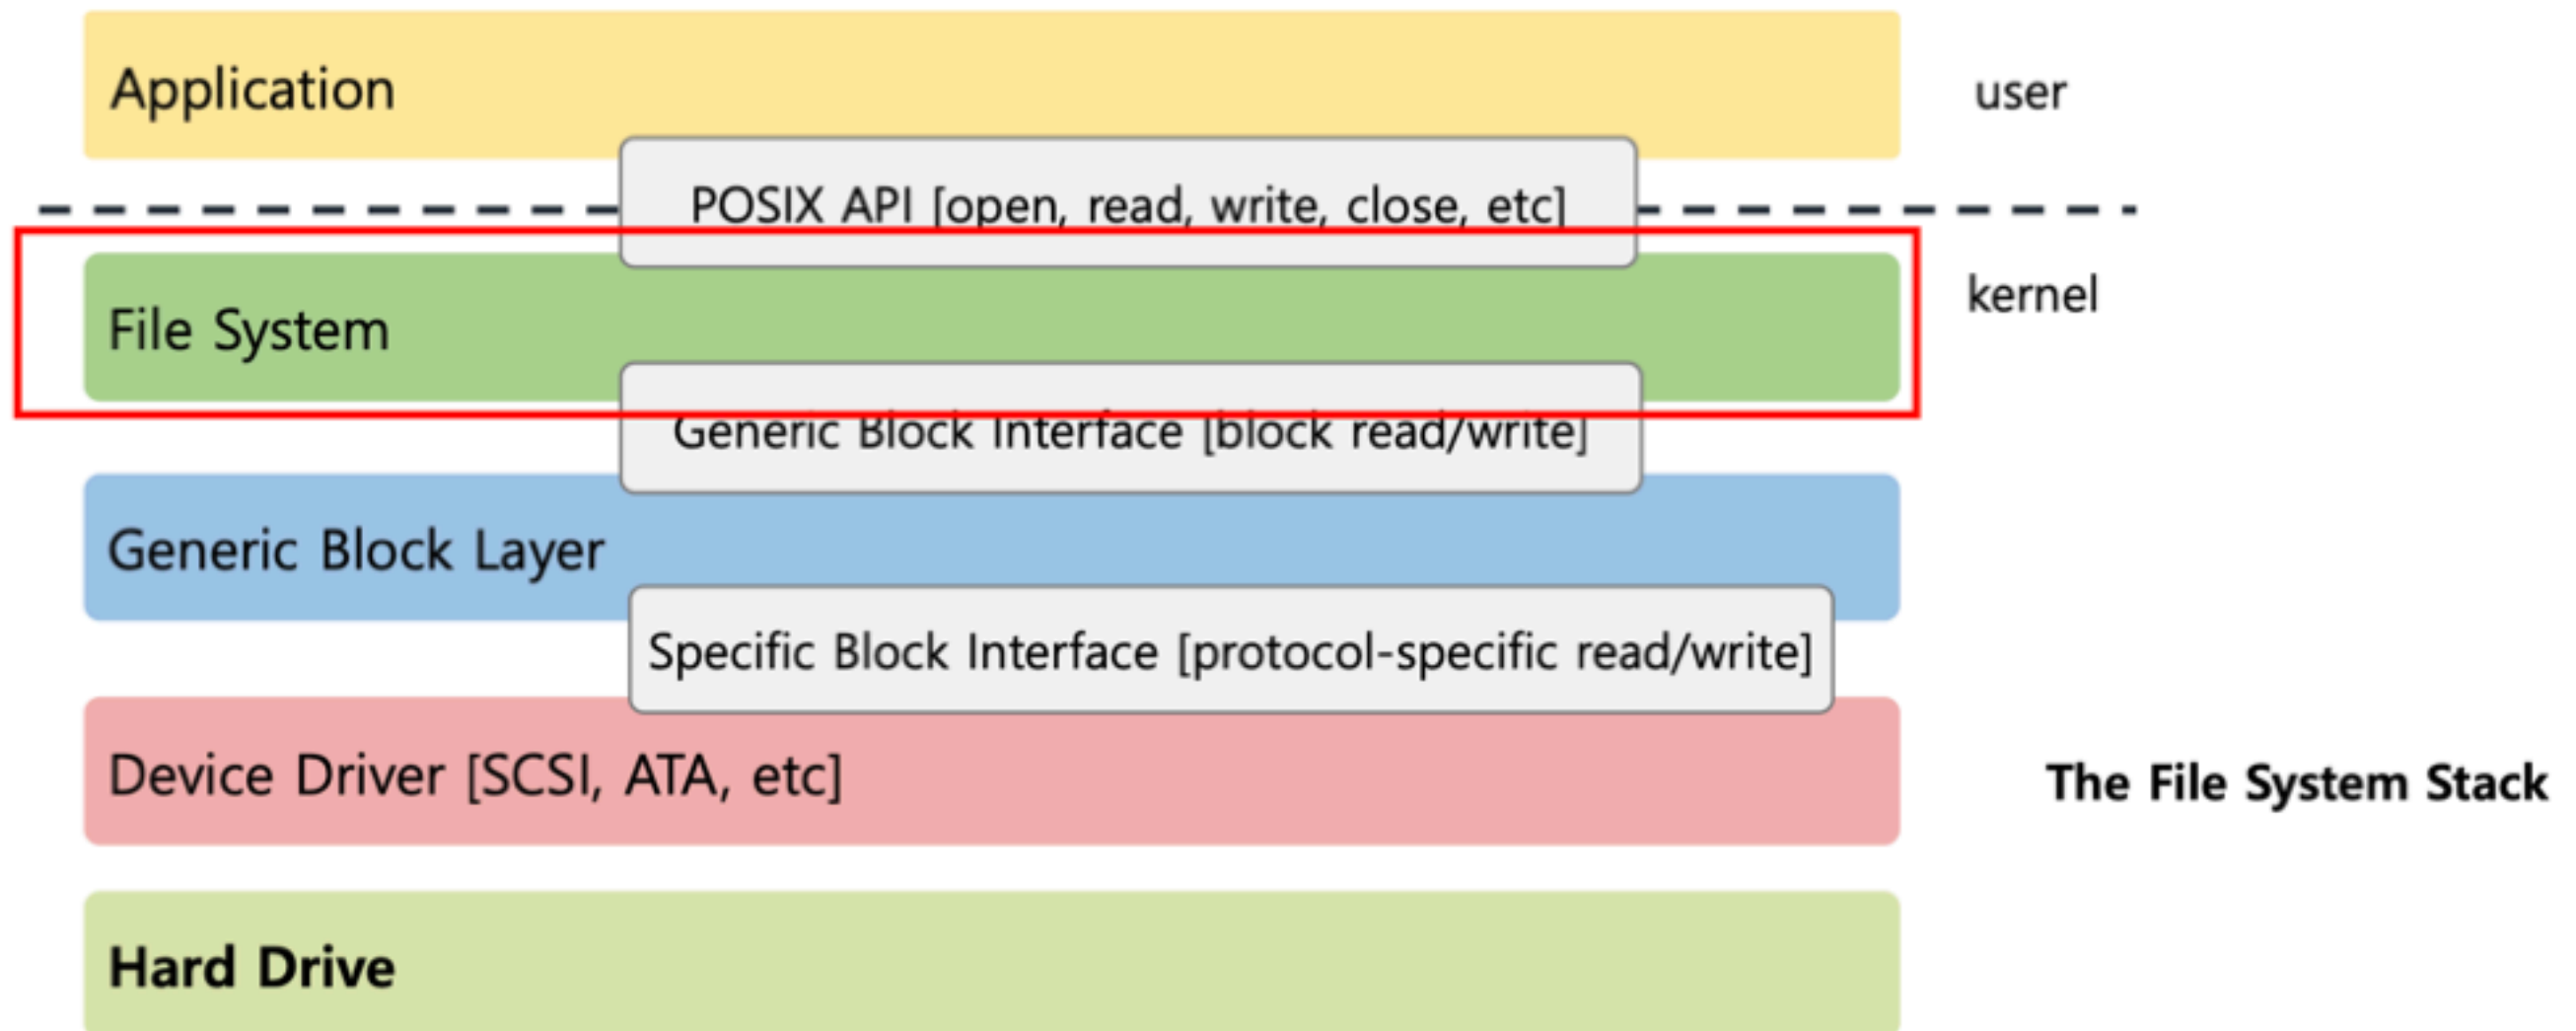 Application
user
POSIX API [open, read, write, close, etc]
File System
kernel
Generic Block Interface [block read/write]
Generic Block Layer
Specific Block Interface [protocol-specific read/write]
Device Driver [SCSI, ATA, etc]
The File System Stack
Hard Drive